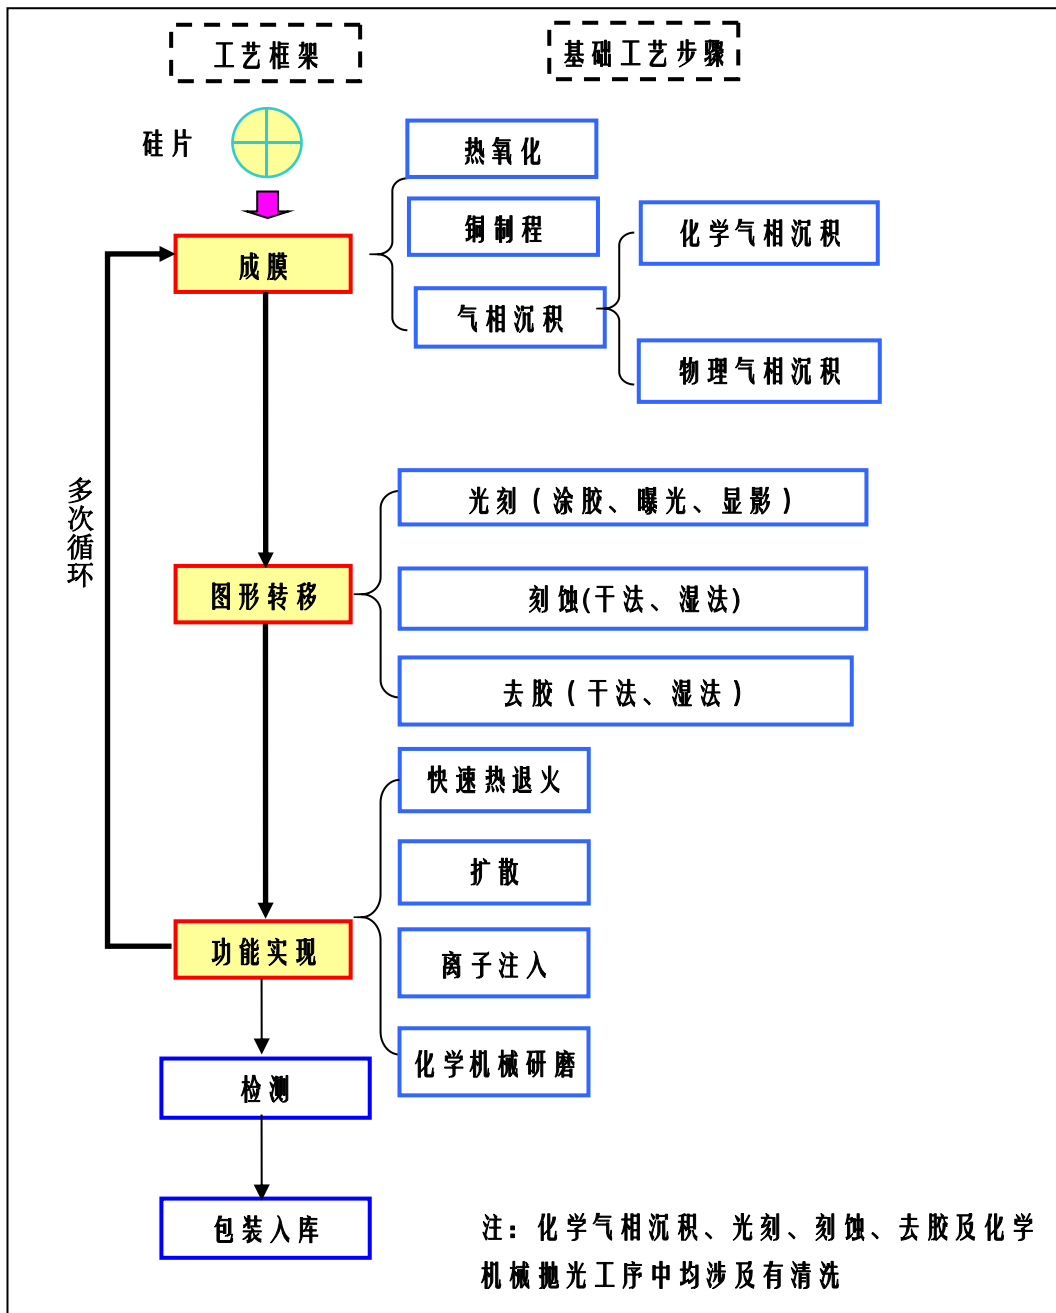 工艺框架
基础工艺步骤
硅片
热氧化
铜制程
化学气相沉积
成膜
气相沉积
物理气相沉积
多次循环
光刻（涂胶、曝光、显影）
图形转移
刻蚀(干法、湿法)
去胶（干法、湿法）
快速热退火
扩散
功能实现
离子注入
化学机械研磨
检测
包装入库
注：化学气相沉积、光刻、刻蚀、去胶及化学
机械抛光工序中均涉及有清洗